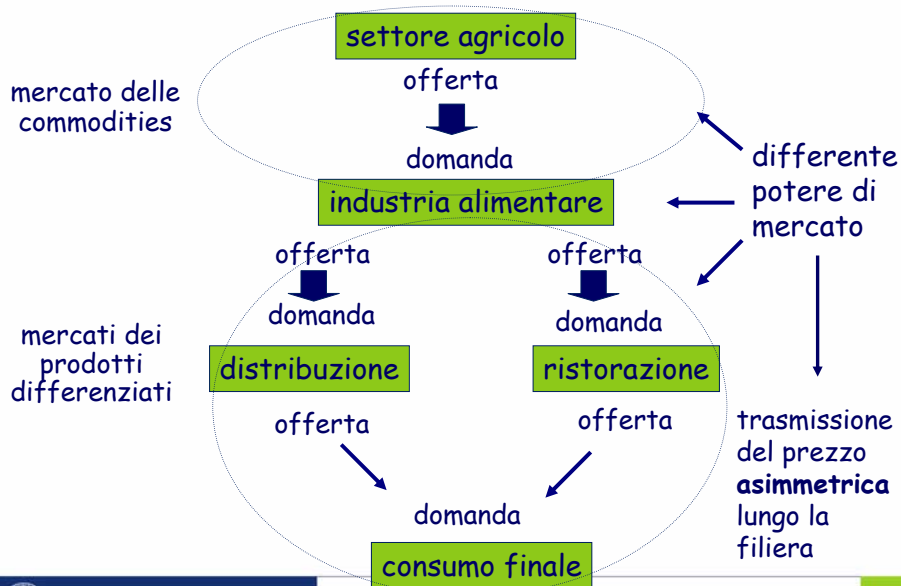 settore agricolo
offerta
mercato delle
commodities
domanda
differente
potere di
mercato
industria alimentare
offerta
offerta
domanda
domanda
mercati dei
prodotti
differenziati
distribuzione
ristorazione
offerta
offerta
trasmissione
del prezzo
asimmetrica
lungo la
filiera
domanda
consumo finale